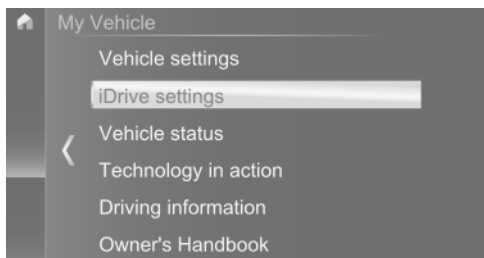 My Vehicle
Vehicle settings
iDrive settings
Vehicle status
Technology in action
Driving information
Owner's Handbook